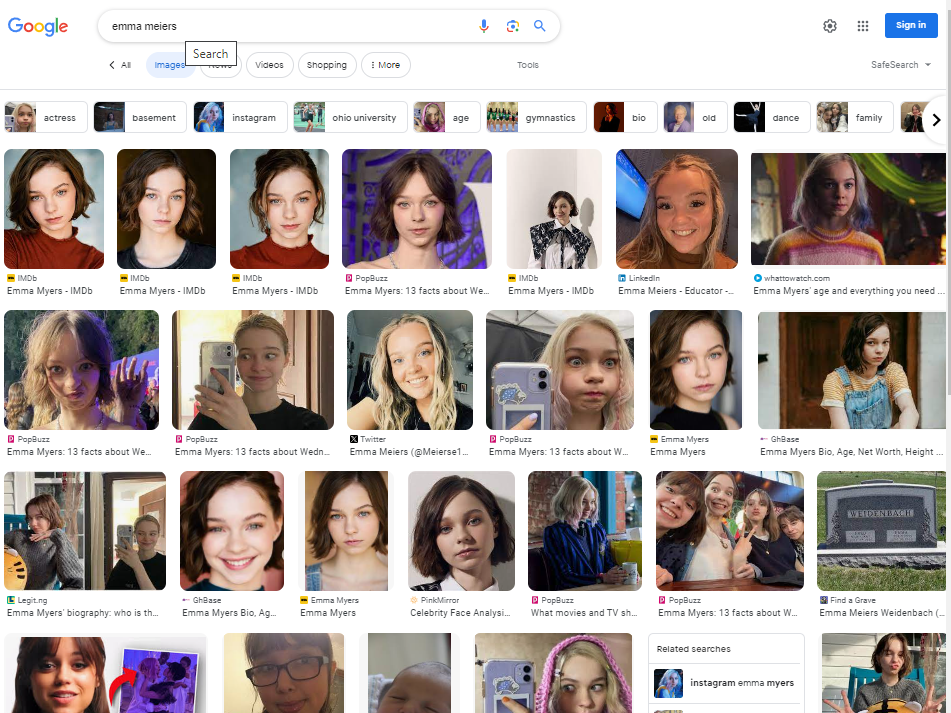 Google
emma meiers
Sign in
Search
All
Images
News
Videos
Shopping
More
Tools
SafeSearch
actress
basement
instagram
ohio university
age
gymnastics
bio
old
dance
family
IMDb
IMDb
IMDb
PopBuzz
IMDb
LinkedIn
whattowatch.com
Emma Myers - IMDb
Emma Myers - IMDb
Emma Myers - IMDb
Emma Myers: 13 facts about We...
Emma Myers - IMDb
Emma Meiers - Educator -...
Emma Myers' age and everything you need ...
PopBuzz
PopBuzz
Twitter
PopBuzz
Emma Myers
GhBase
Emma Myers: 13 facts about We...
Emma Myers: 13 facts about Wedn...
Emma Meiers (@Meierse1...
Emma Myers: 13 facts about W...
Emma Myers
Emma Myers Bio, Age, Net Worth, Height ...
WEIDENBACH
Legit.ng
GhBase
Emma Myers
PinkMirror
PopBuzz
PopBuzz
Find a Grave
Emma Myers' biography: who is th...
Emma Myers Bio, Ag...
Emma Myers
Celebrity Face Analysi...
What movies and TV sh...
Emma Myers: 13 facts about W...
Emma Meiers Weidenbach (...
Related searches
instagram emma myers